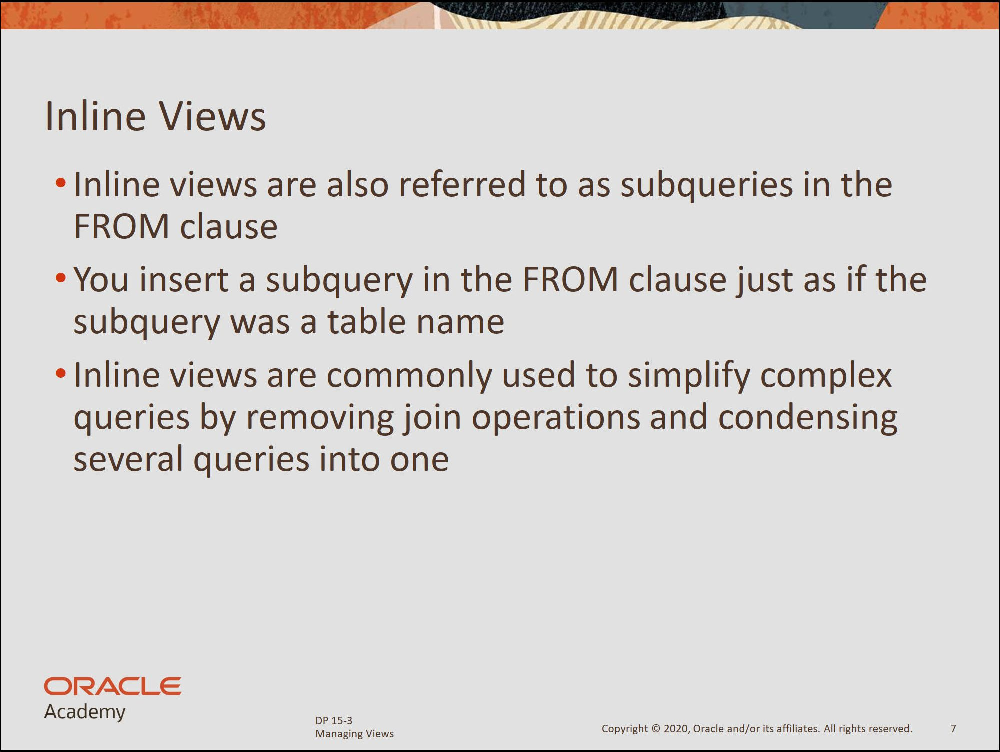 Inline Views
•Inline views are also referred to as subqueries in the
FROM clause
•You insert a subquery in the FROM clause just as if the
subquery was a table name
•Inline views are commonly used to simplify complex
queries by removing join operations and condensing
several queries into one
ORACLE
Academy
DP 15-3
Managing Views
Copyright © 2020, Oracle and/or its affiliates. All rights reserved. 7